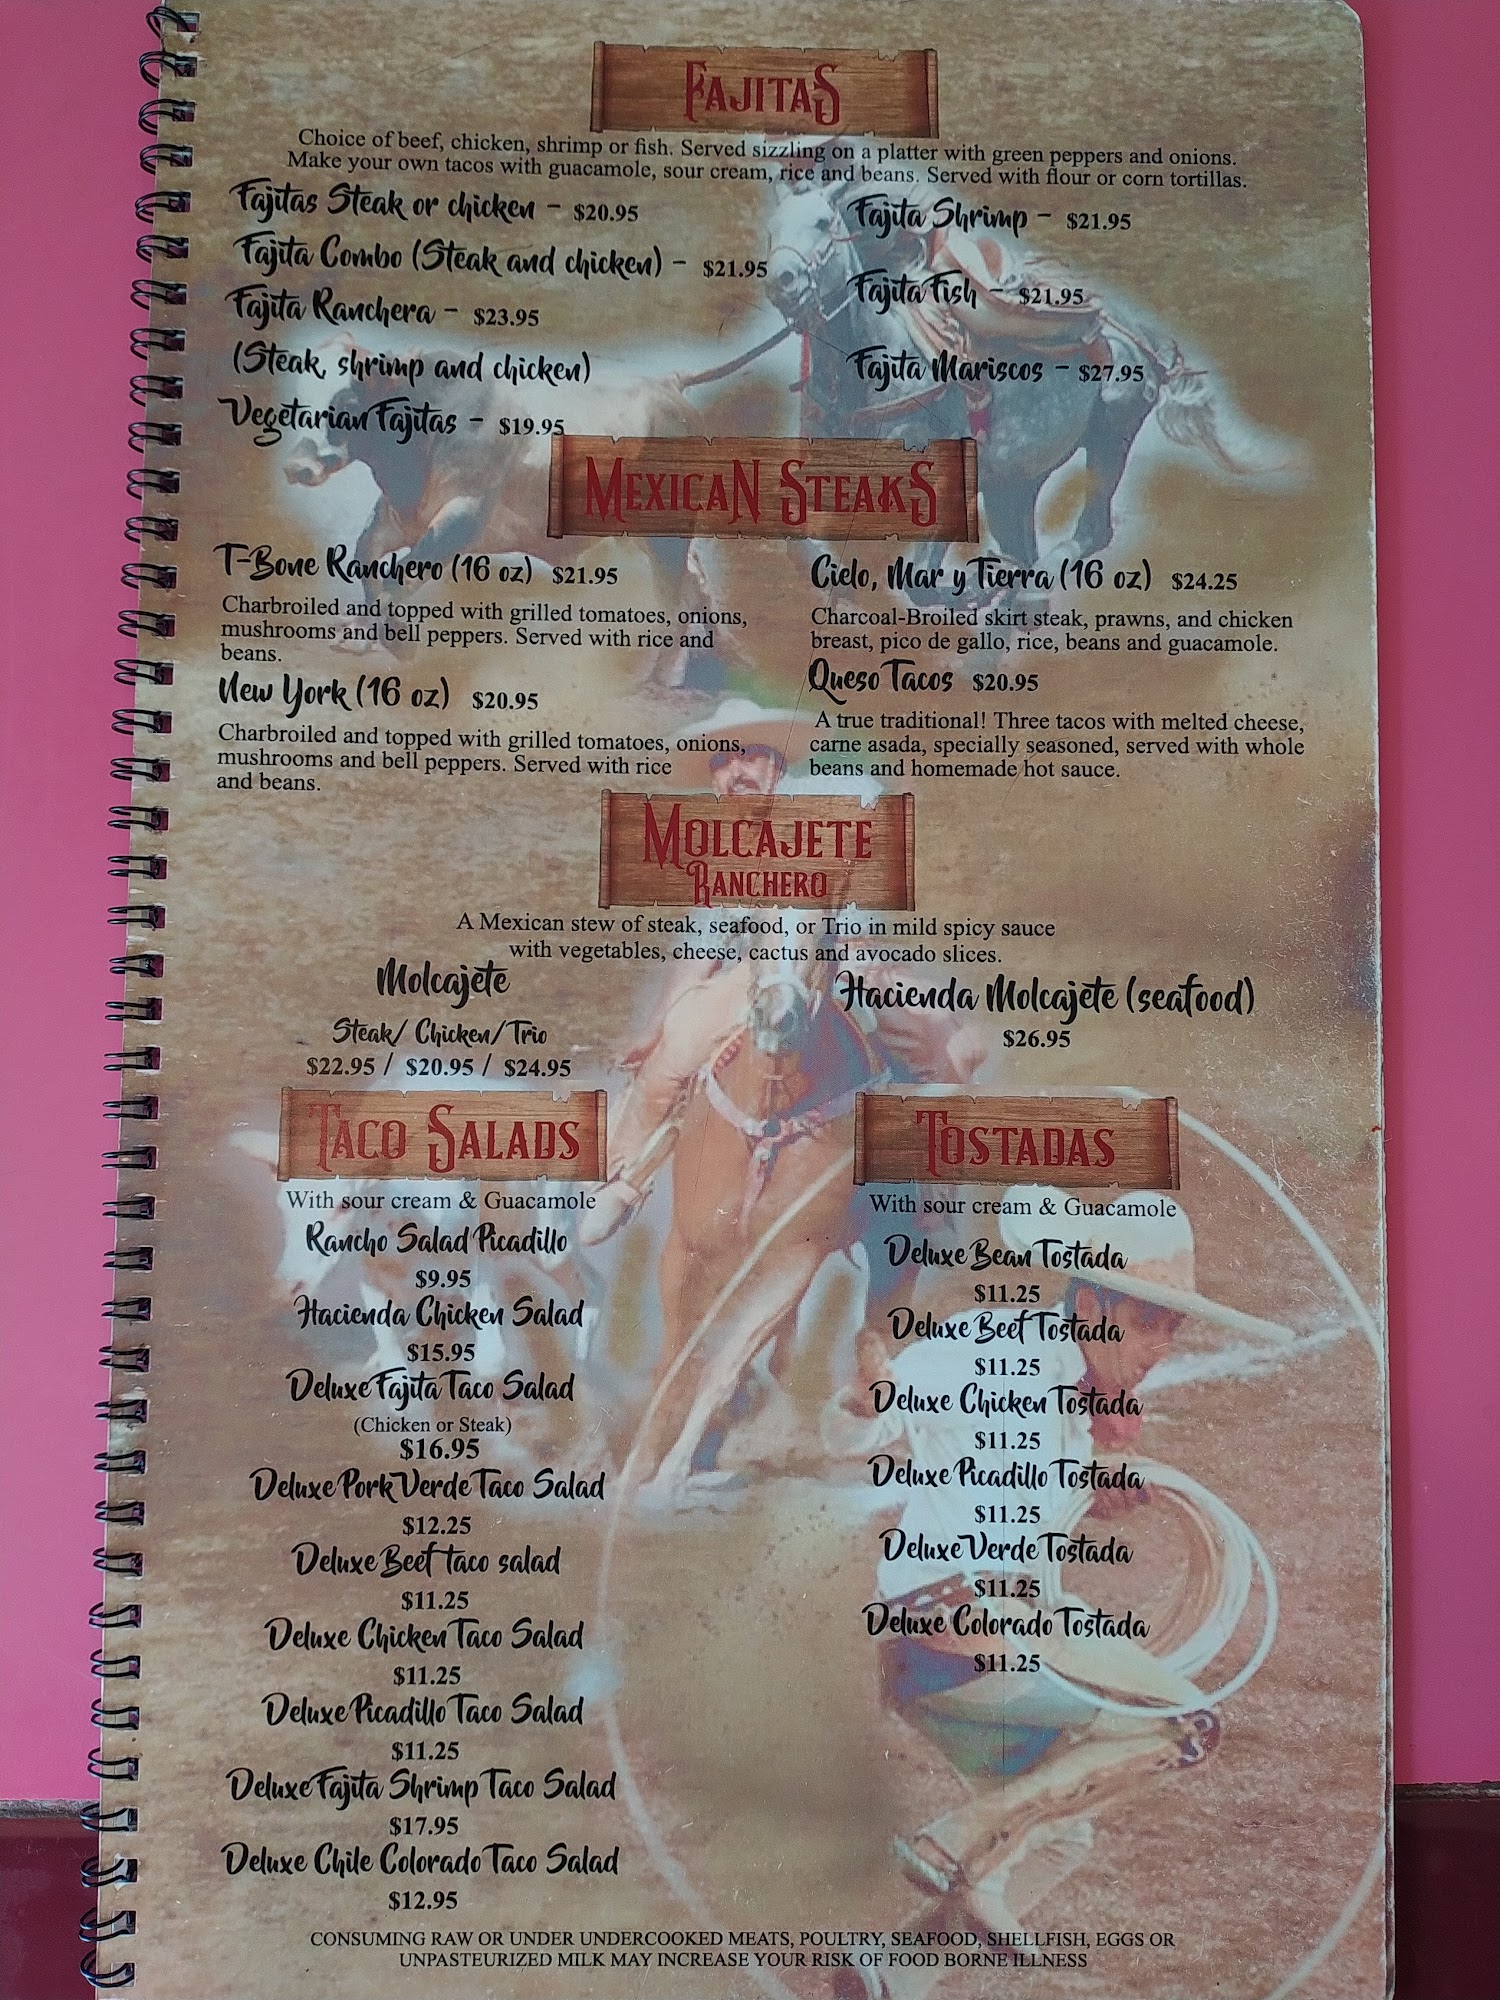 FAJITAS
Choice of beef, chicken, shrimp or fish. Served sizzling on a platter with green peppers and onions.
Make your own tacos with guacamole, sour cream, rice and beans. Served with flour or corn tortillas.
Fajitas Steak or chicken - $20.95
Fajita Combo (Steak and chicken) - $21.95
Fajita Ranchera - $23.95
(Steak, shrimp and chicken)
Vegetarian Fajitas - $19.95
Fajita Shrimp - $21.95
Fajita Fish - $21.95
Fajita Mariscos - $27.95
MEXICAN STEAKS
T-Bone Ranchero (16 oz) $21.95
Charbroiled and topped with grilled tomatoes, onions,
mushrooms and bell peppers. Served with rice and
beans.
New York (16 oz) $20.95
Charbroiled and topped with grilled tomatoes, onions,
mushrooms and bell peppers. Served with rice
and beans.
Cielo, Mar y Tierra (16 oz) $24.25
Charcoal-Broiled skirt steak, prawns, and chicken
breast, pico de gallo, rice, beans and guacamole.
Queso Tacos $20.95
A true traditional! Three tacos with melted cheese,
carne asada, specially seasoned, served with whole
beans and homemade hot sauce.
MOLCAJETE
RANCHERO
A Mexican stew of steak, seafood, or Trio in mild spicy sauce
with vegetables, cheese, cactus and avocado slices.
Molcajete
Steak/ Chicken/ Trio
$22.95 / $20.95 / $24.95
Hacienda Molcajete (seafood)
$26.95
TACO SALADS
With sour cream & Guacamole
Rancho Salad Picadillo
$9.95
Hacienda Chicken Salad
$15.95
Deluxe Fajita Taco Salad
(Chicken or Steak)
$16.95
Deluxe Pork Verde Taco Salad
$12.25
Deluxe Beef taco salad
$11.25
Deluxe Chicken Taco Salad
$11.25
Deluxe Picadillo Taco Salad
$11.25
Deluxe Fajita Shrimp Taco Salad
$17.95
Deluxe Chile Colorado Taco Salad
$12.95
TOSTADAS
With sour cream & Guacamole
Deluxe Bean Tostada
$11.25
Deluxe Beef Tostada
$11.25
Deluxe Chicken Tostada
$11.25
Deluxe Picadillo Tostada
$11.25
Deluxe Verde Tostada
$11.25
Deluxe Colorado Tostada
$11.25
CONSUMING RAW OR UNDER UNDERCOOKED MEATS, POULTRY, SEAFOOD, SHELLFISH, EGGS OR
UNPASTEURIZED MILK MAY INCREASE YOUR RISK OF FOOD BORNE ILLNESS